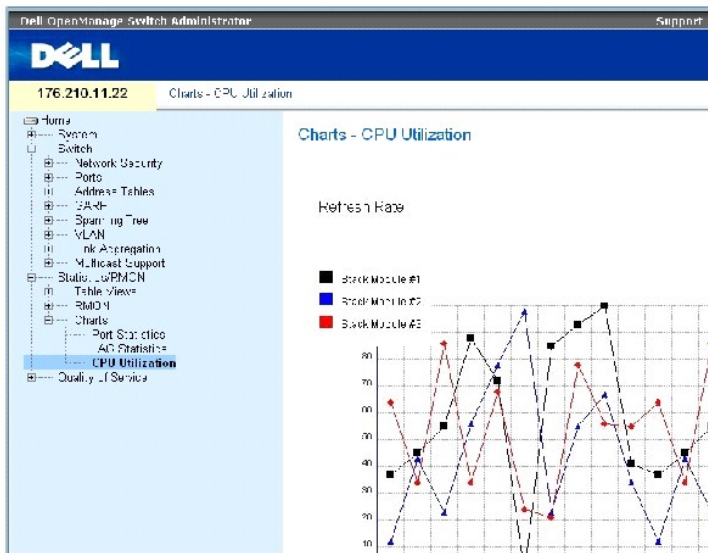 Dell OpenManage Switch Administrator
Support
DELL
176.210.11.22
Charts - CPU Utilization
Home
System
Switch
Network Security
Ports
Address Tables
GARP
Spanning Tree
VLAN
Link Aggregation
Multicast Support
Statistics/RMON
Table Views
RMON
Charts
Port Statistics
LAG Statistics
CPU Utilization
Quality of Service
Charts - CPU Utilization
Refresh Rate
Stack Module #1
Stack Module #2
Stack Module #3
80
70
60
50
40
30
20
10